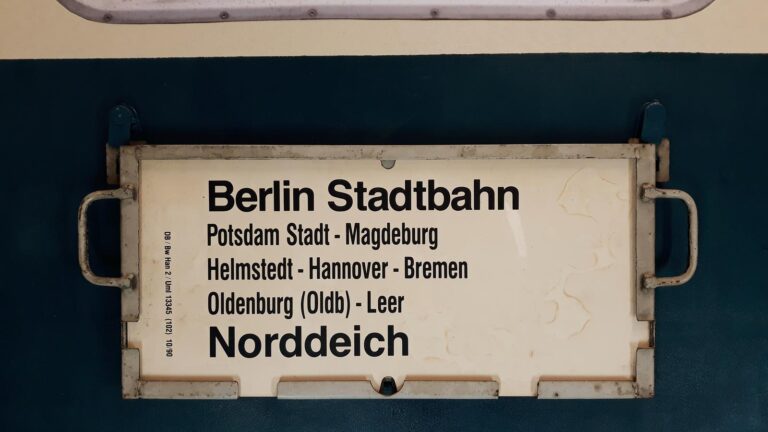 Berlin Stadtbahn
Potsdam Stadt - Magdeburg
Helmstedt - Hannover - Bremen
Oldenburg (Oldb) - Leer
Norddeich
DB / Bw Han 2 / Uml 13345 (102) 10/90